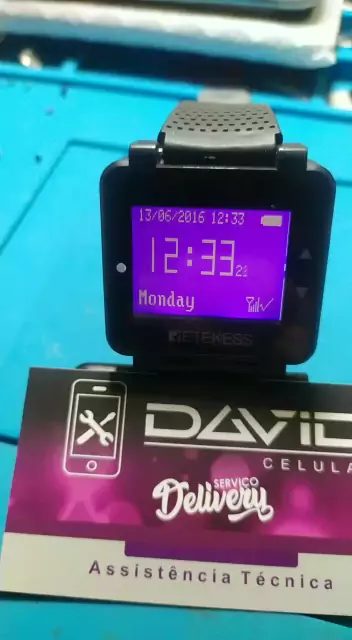 13/06/2016 12:33
12:33
Monday
RETEKESS
DAVID
CELULA
SERVIÇO
Delivery
Assistência Técnica